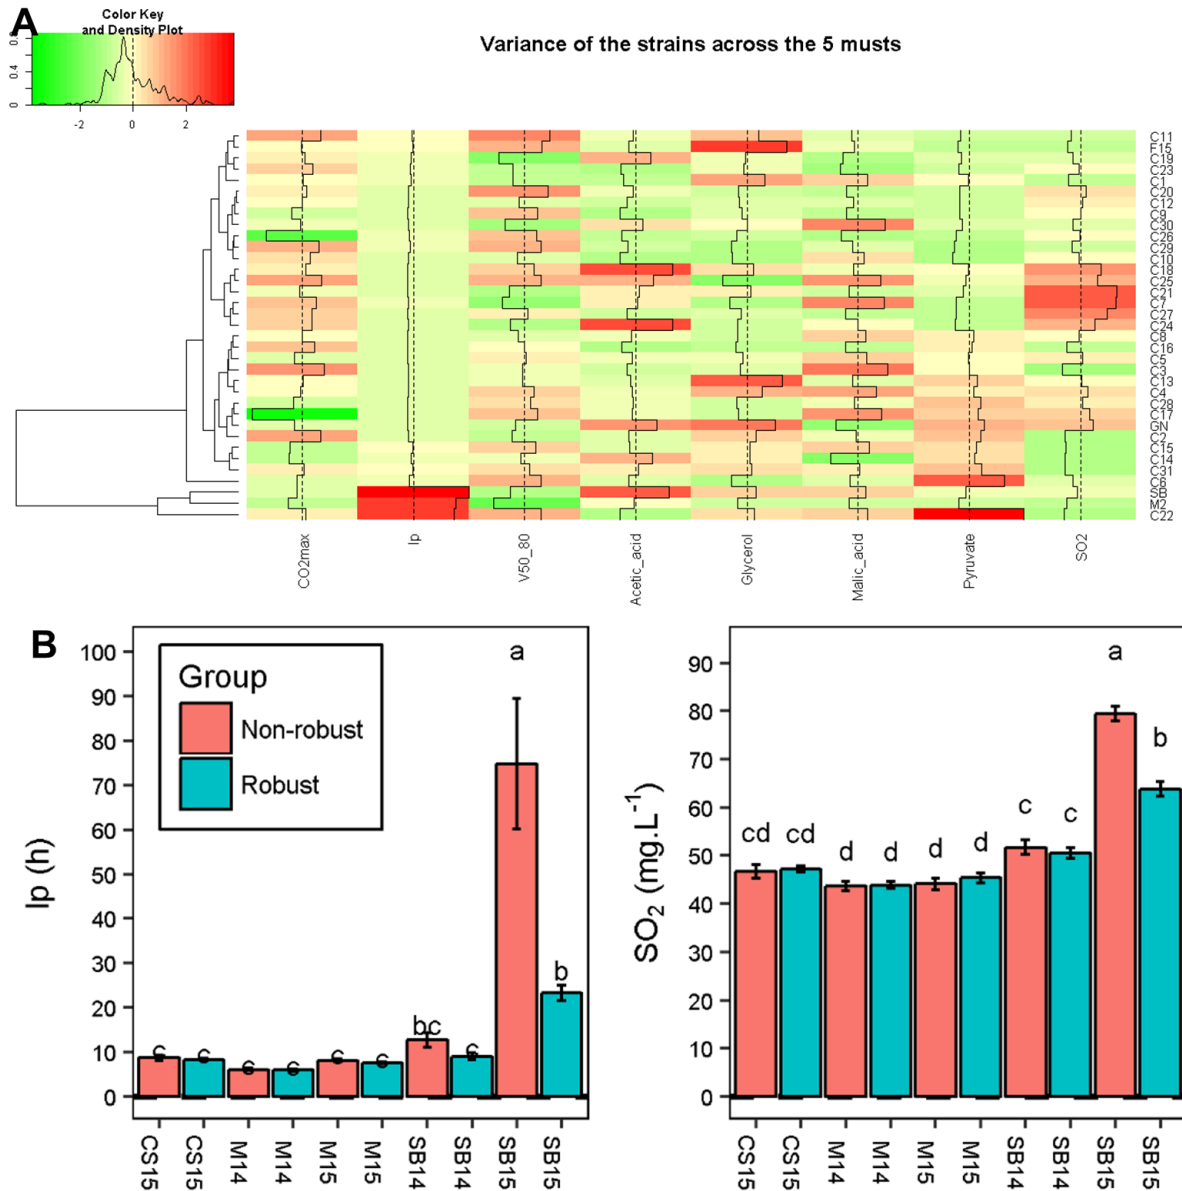 A
Color Key
and Density Plot
0 0.4 0.8
-2 0 2
Variance of the strains across the 5 musts
C11
F15
C19
C23
C1
C20
C12
C9
C30
C26
C29
C10
C18
C25
C21
C7
C27
C24
C8
C16
C5
C3
C13
C4
C28
C17
GN
C2
C15
C14
C31
C6
SB
M2
C22
CO2max
Ip
V50_80
Acetic_acid
Glycerol
Malic_acid
Pyruvate
SO2
B
Ip (h)
100
90
80
70
60
50
40
30
20
10
0
Group
Non-robust
Robust
c c c c c c bc c a b
CS15 CS15 M14 M14 M15 M15 SB14 SB14 SB15 SB15
SO₂ (mg.L⁻¹)
90
80
70
60
50
40
30
20
10
0
cd cd d d d d c c a b
CS15 CS15 M14 M14 M15 M15 SB14 SB14 SB15 SB15